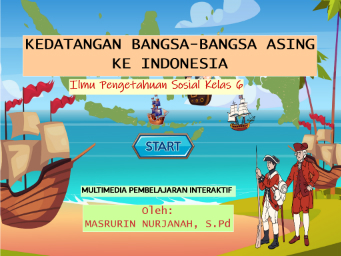 KEDATANGAN BANGSA-BANGSA ASING
KE INDONESIA
Ilmu Pengetahuan Sosial Kelas 6
START
MULTIMEDIA PEMBELAJARAN INTERAKTIF
Oleh:
MASRURIN NURJANAH, S.Pd